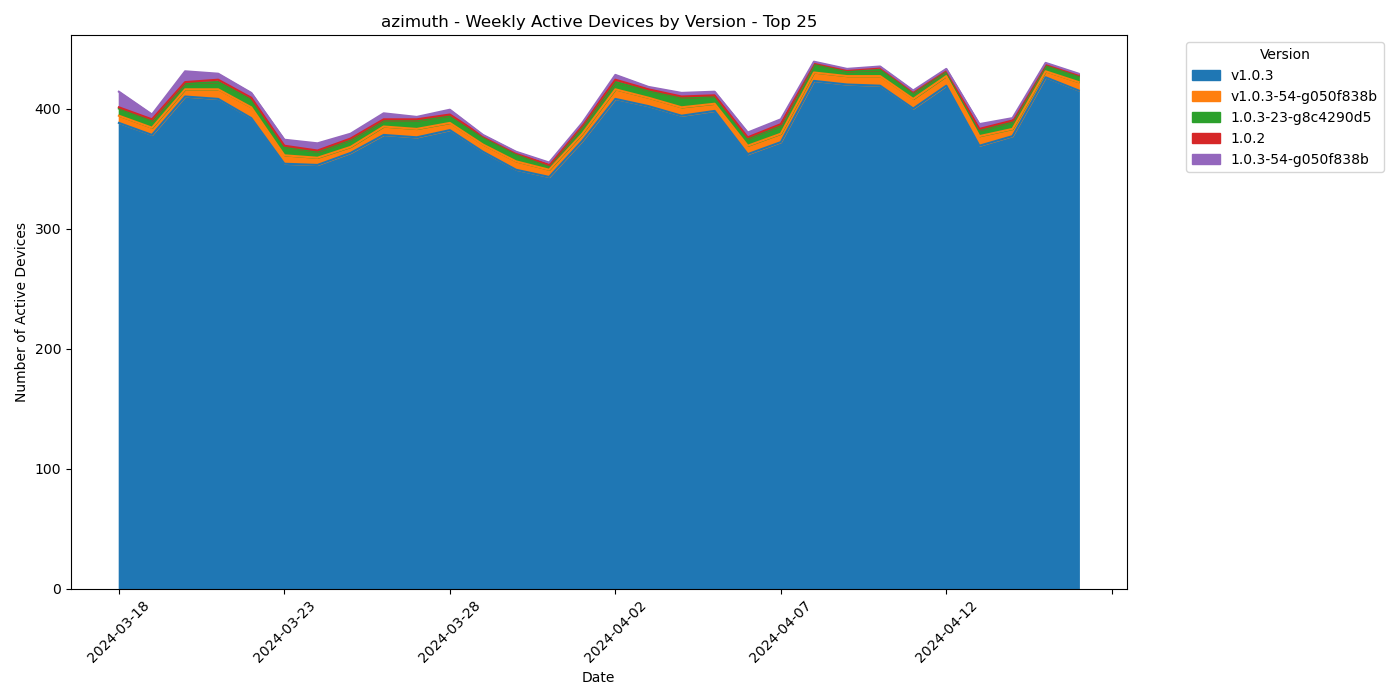 azimuth - Weekly Active Devices by Version - Top 25
Number of Active Devices
400
300
200
100
0
2024-03-18
2024-03-23
2024-03-28
2024-04-02
2024-04-07
2024-04-12
Date
Version
v1.0.3
v1.0.3-54-g050f838b
1.0.3-23-g8c4290d5
1.0.2
1.0.3-54-g050f838b